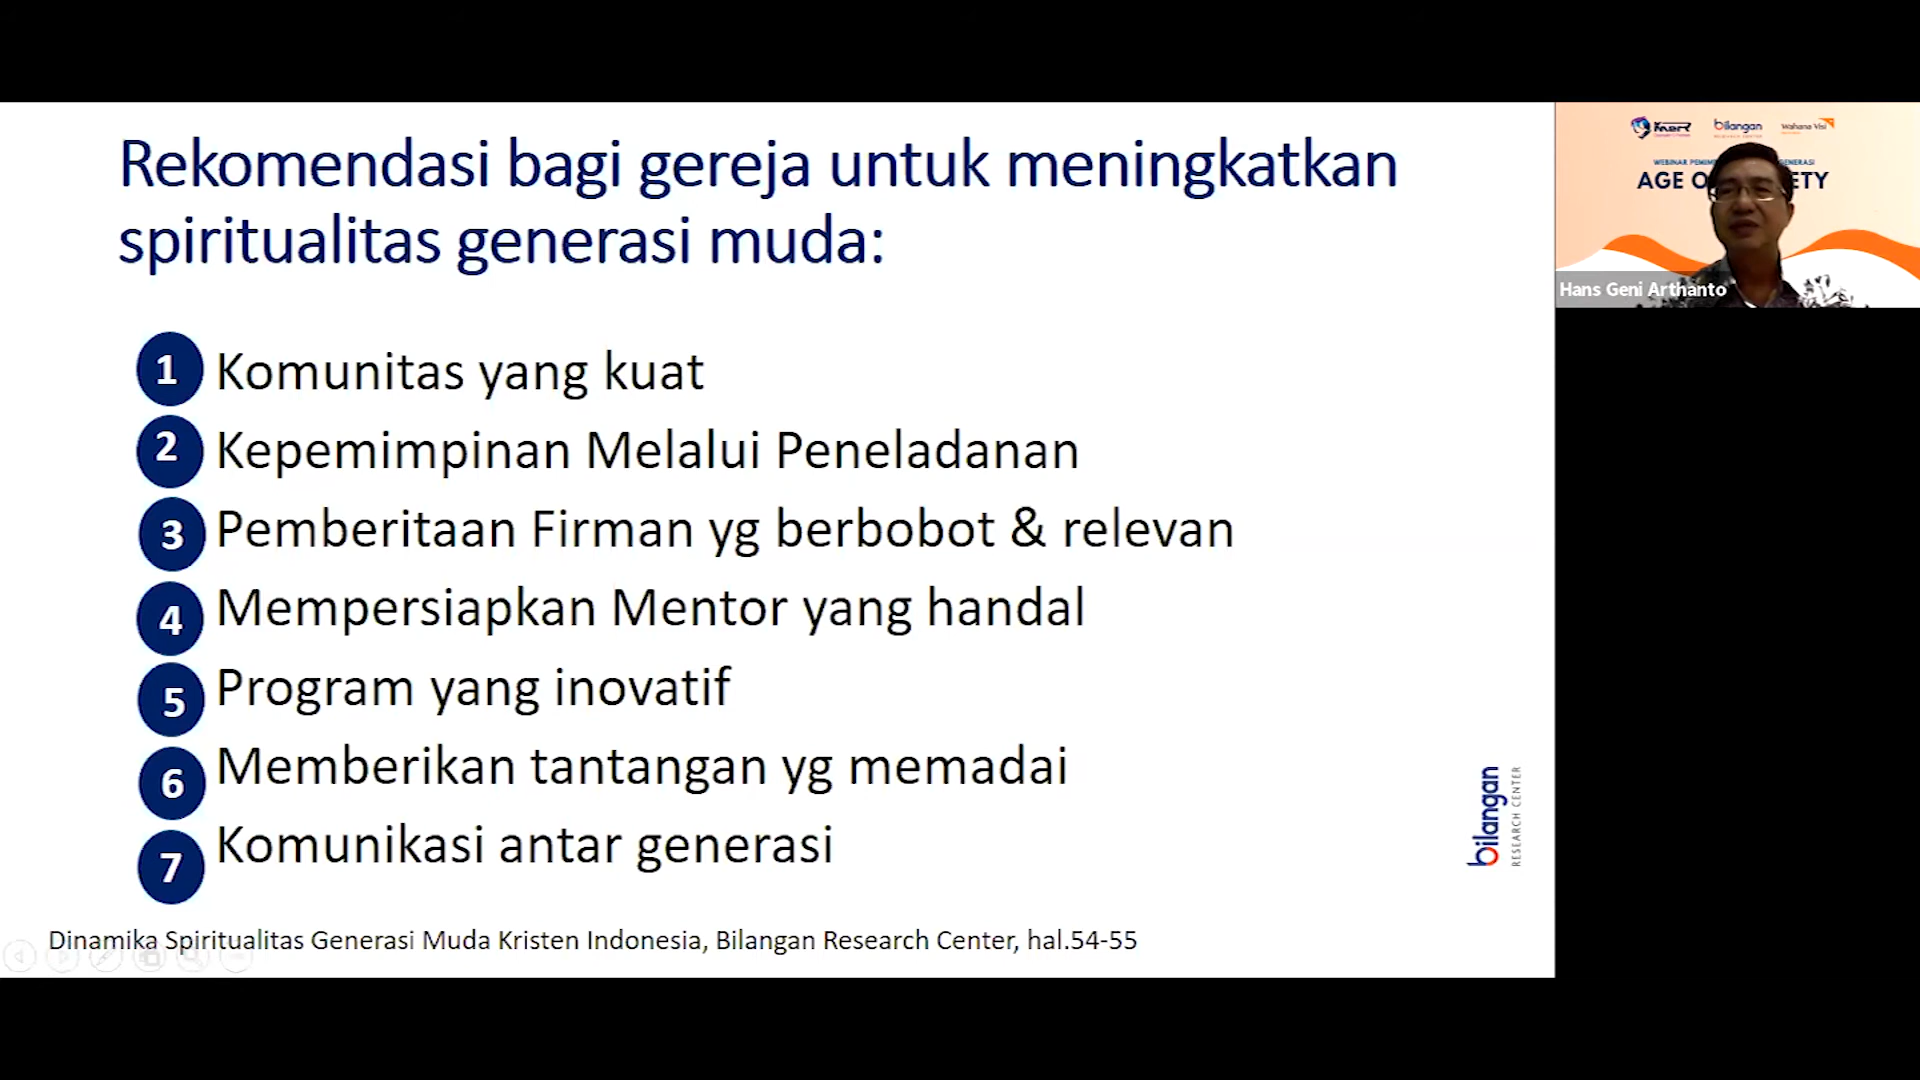 Rekomendasi bagi gereja untuk meningkatkan
spiritualitas generasi muda:
1 Komunitas yang kuat
2 Kepemimpinan Melalui Peneladanan
3 Pemberitaan Firman yg berbobot & relevan
4 Mempersiapkan Mentor yang handal
5 Program yang inovatif
6 Memberikan tantangan yg memadai
7 Komunikasi antar generasi
Dinamika Spiritualitas Generasi Muda Kristen Indonesia, Bilangan Research Center, hal.54-55
bilangan
RESEARCH CENTER
bilangan
Wahana Visi
WEBINAR
AGE
Hans Geni Arthanto